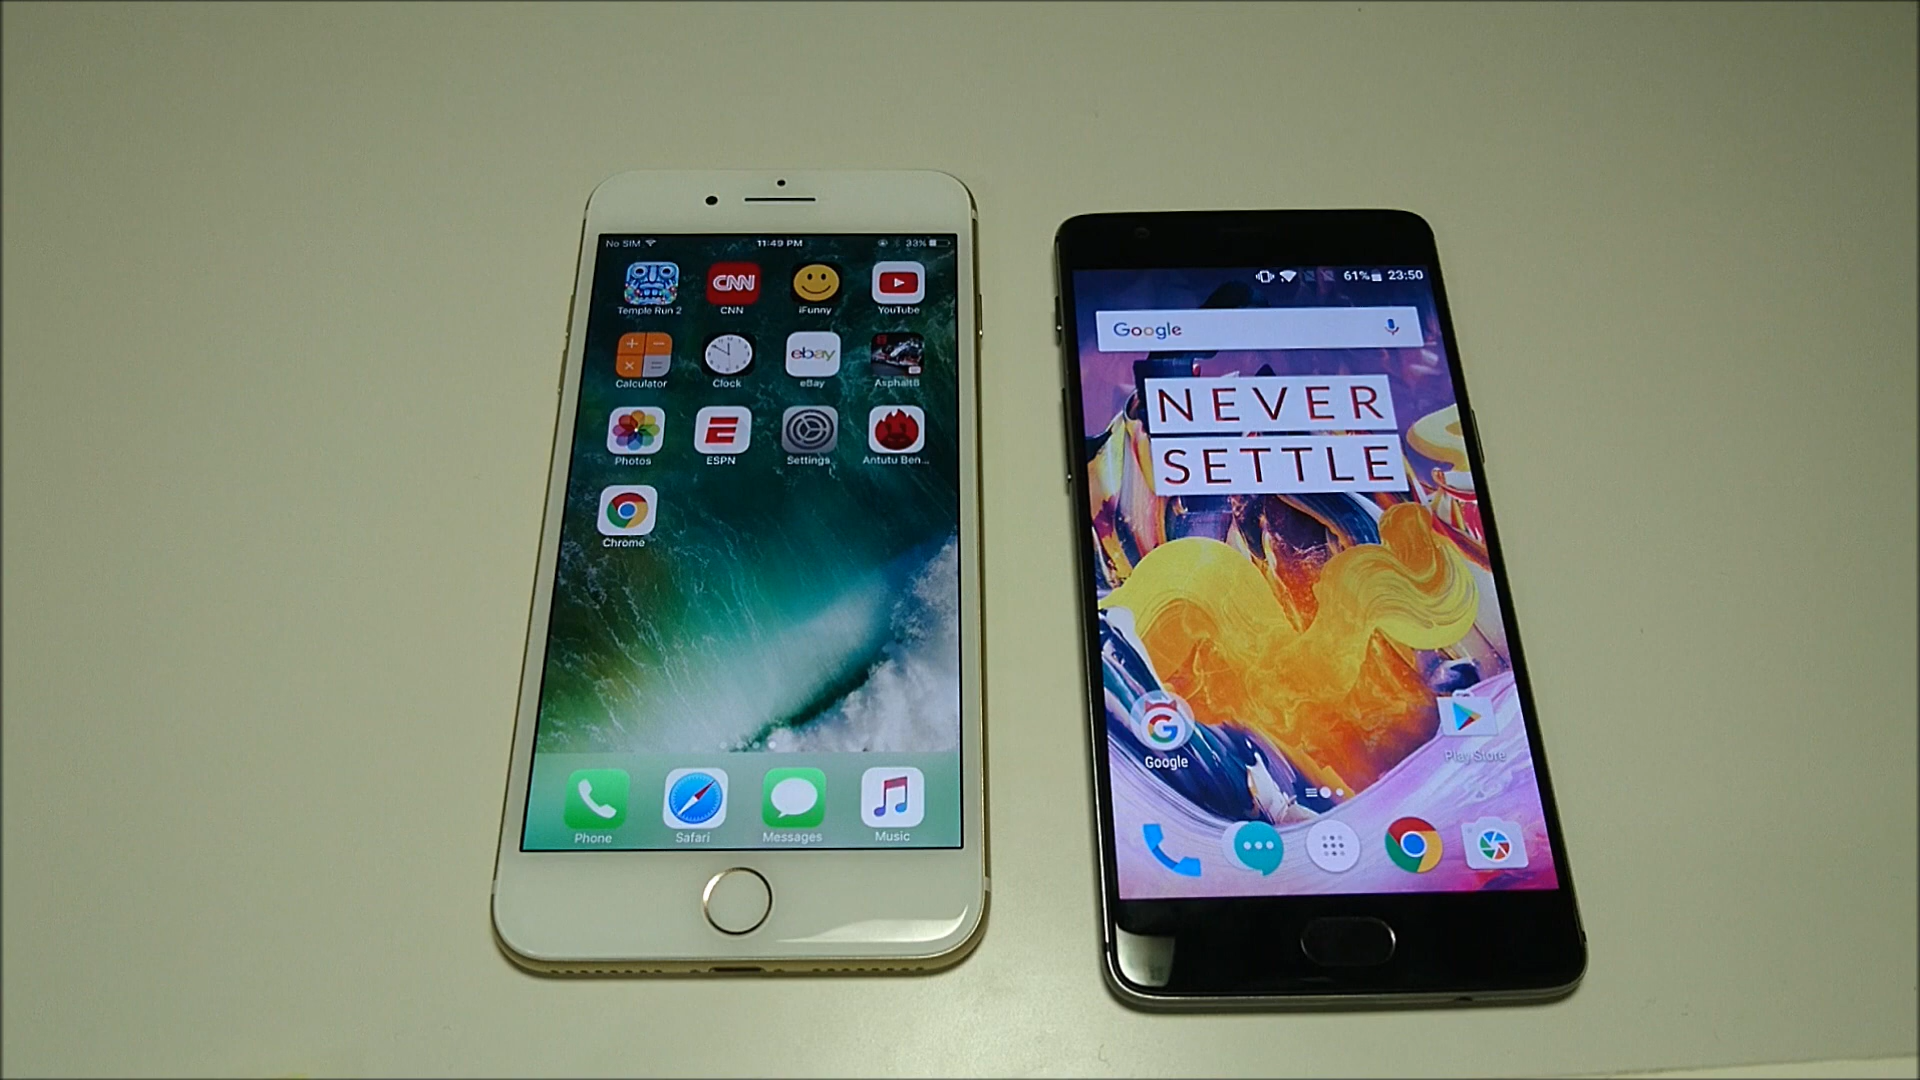 No SIM 11:49 PM 33%
Temple Run 2 CNN iFunny YouTube
Calculator Clock eBay Asphalt8
Photos ESPN Settings Antutu Ben...
Chrome
Phone Safari Messages Music
CNN
ebay
61% 23:50
Google
NEVER
SETTLE
Google Play Store